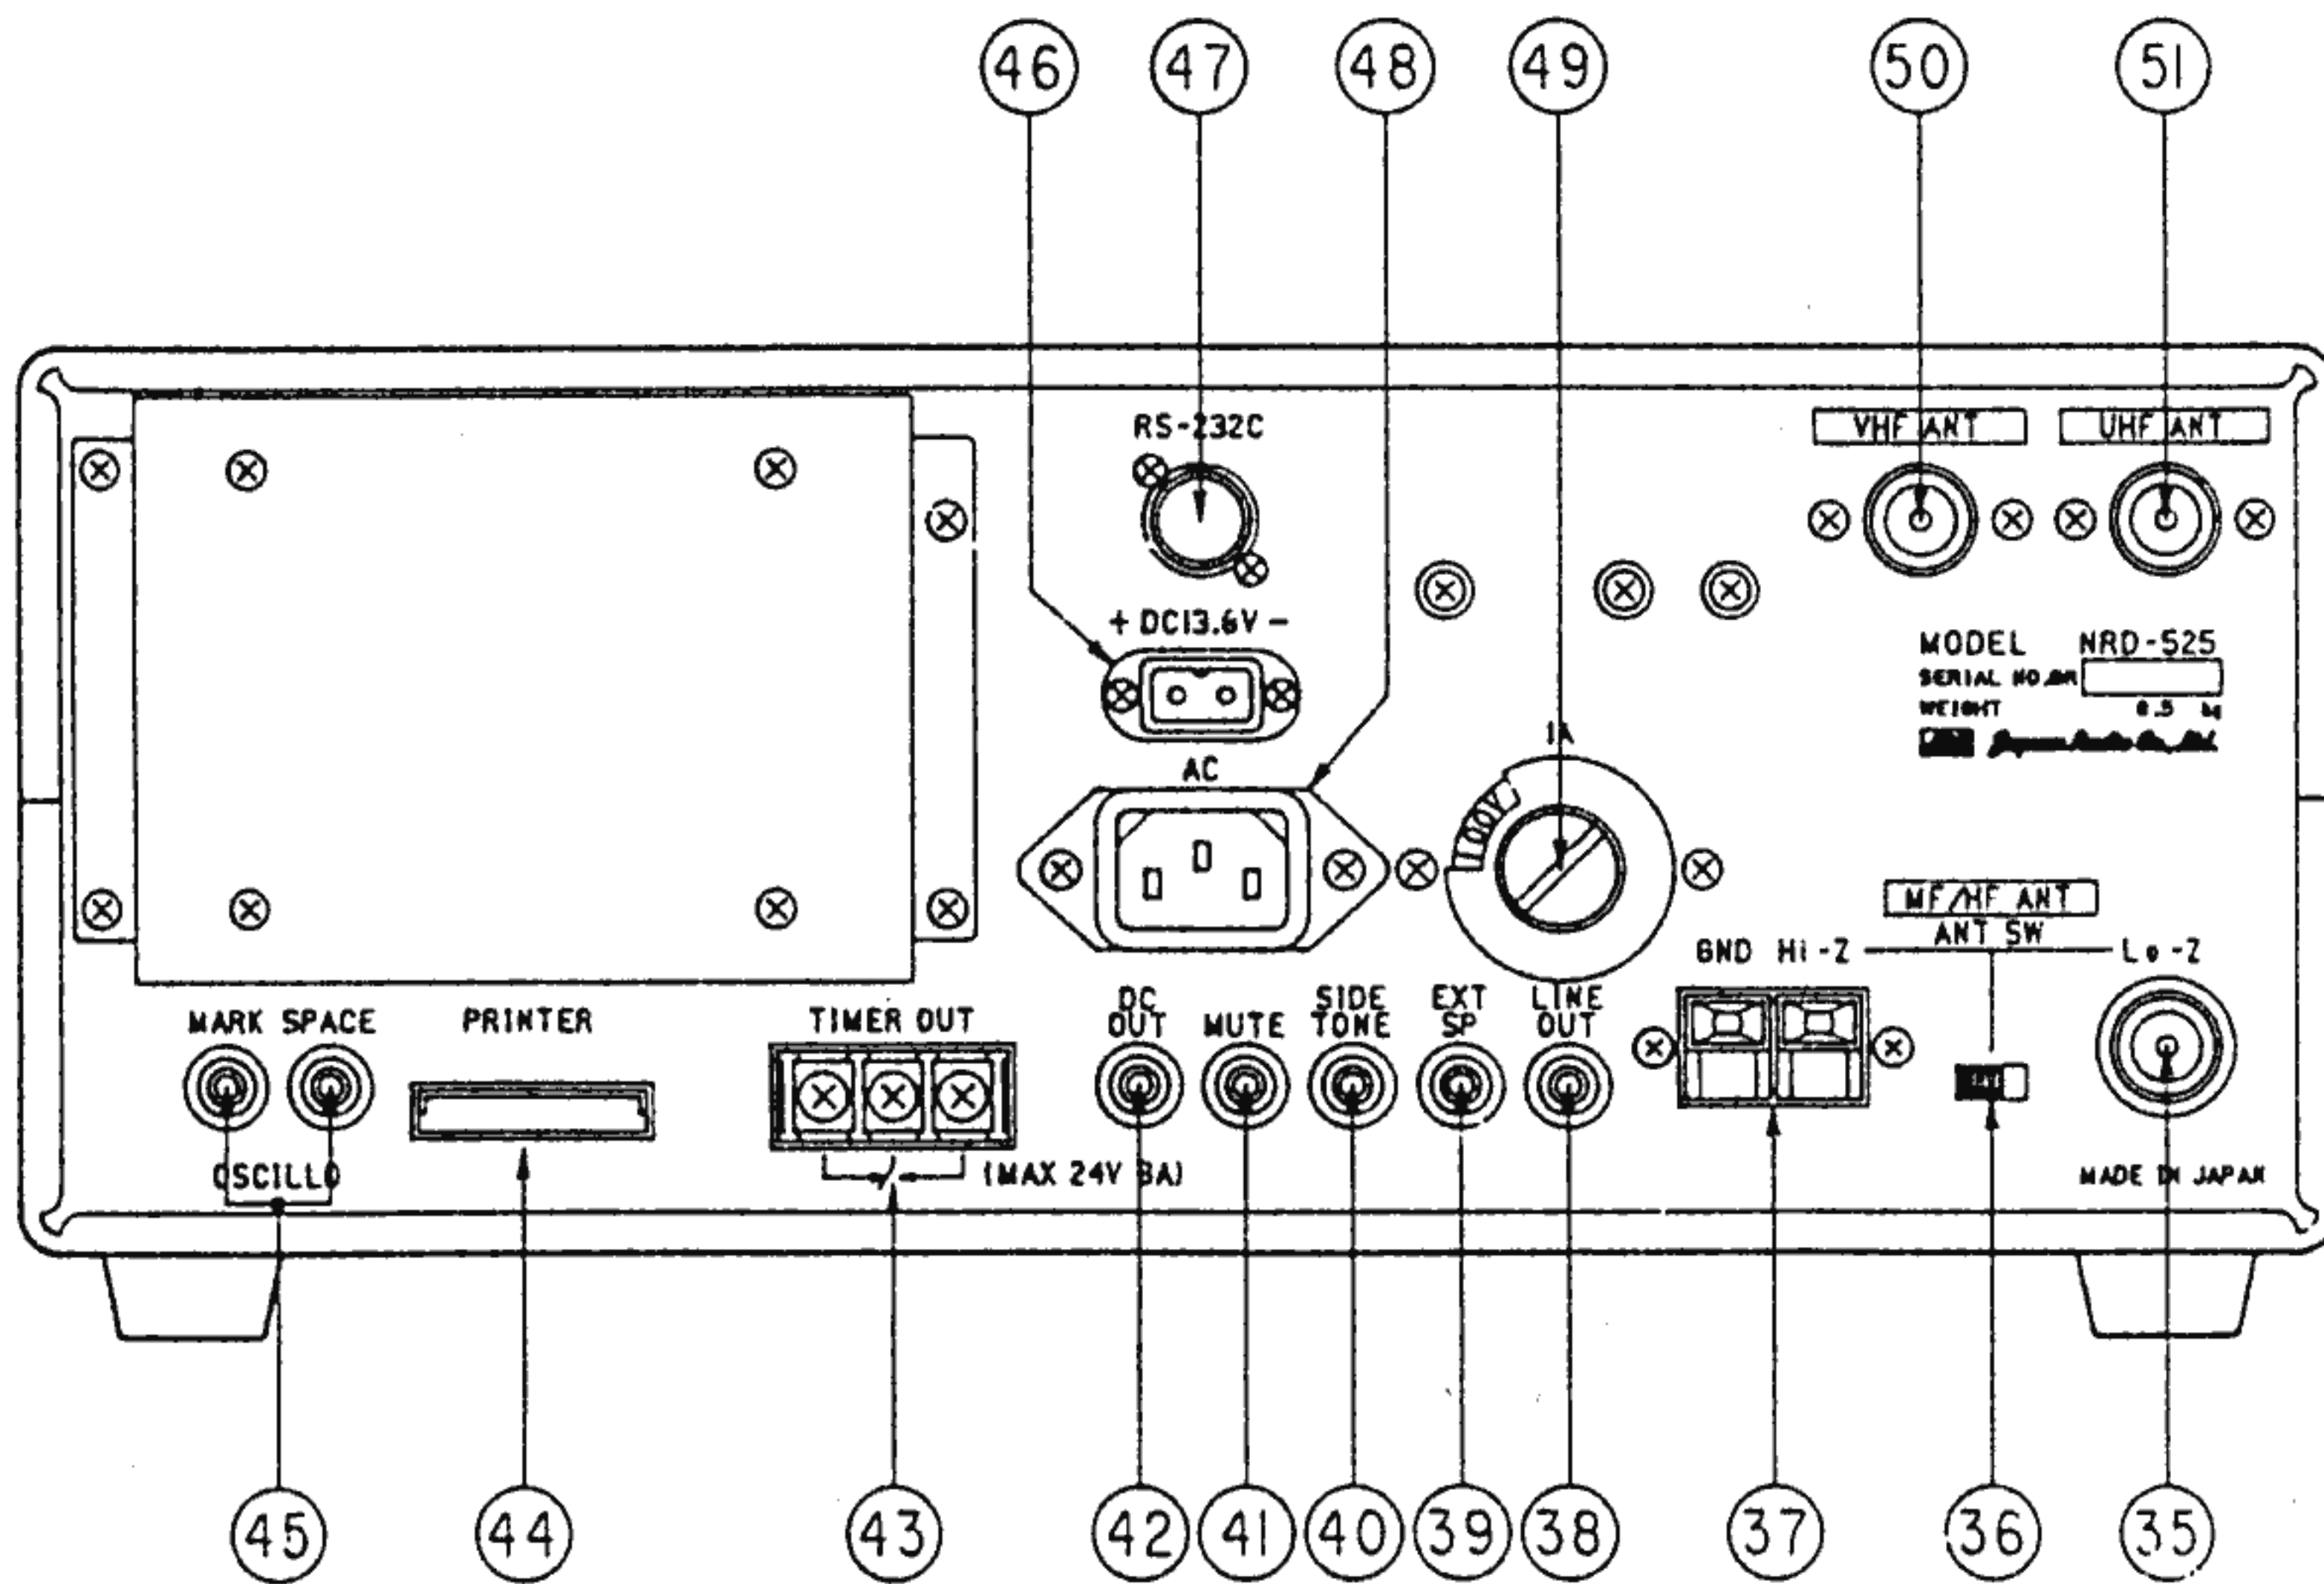 46 47 48 49 50 51
RS-232C
VHF ANT UHF ANT
+ DC13.6V -
MODEL NRD-525
SERIAL NO.
WEIGHT 8.5 kg
1A
AC
100V
MF/HF ANT
ANT SW
GND Hi-Z Lo-Z
MARK SPACE
PRINTER
TIMER OUT
DC
OUT
MUTE
SIDE
TONE
EXT
SP
LINE
OUT
OSCILLO
(MAX 24V 3A)
MADE IN JAPAN
45 44 43 42 41 40 39 38 37 36 35